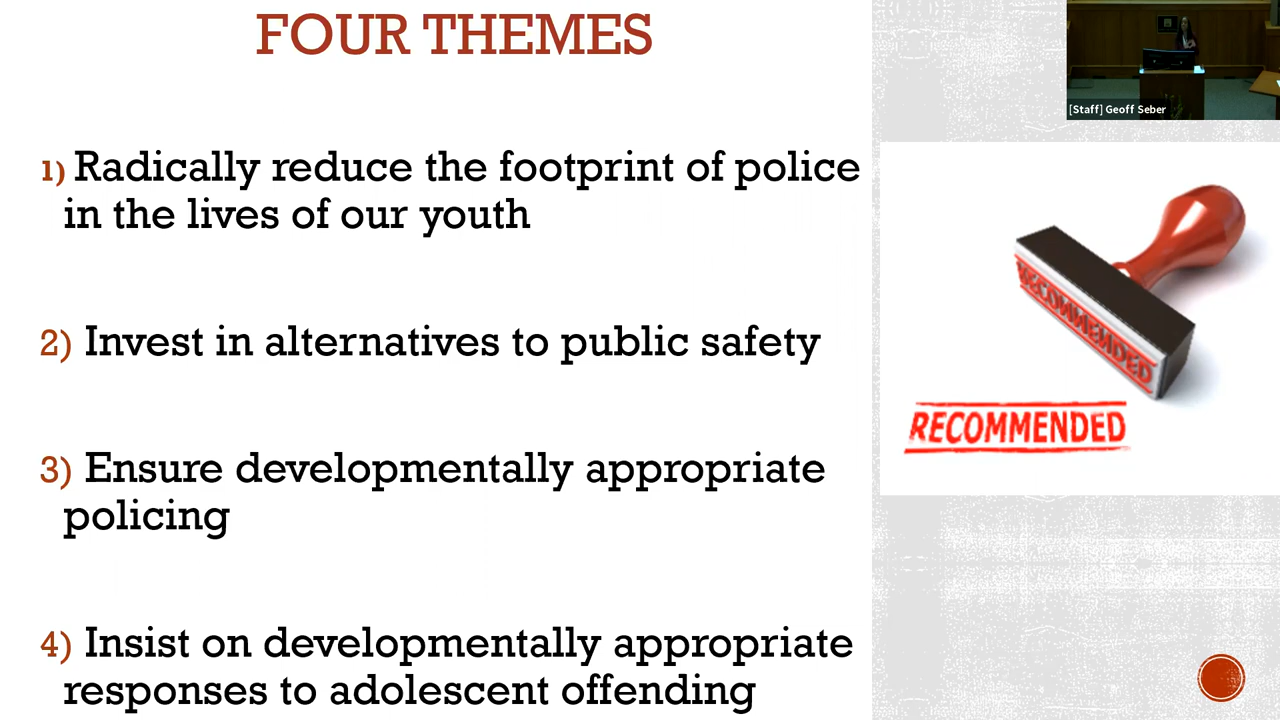 FOUR THEMES
[Staff] Geoff Seber
1) Radically reduce the footprint of police
in the lives of our youth
2) Invest in alternatives to public safety
3) Ensure developmentally appropriate
policing
4) Insist on developmentally appropriate
responses to adolescent offending
RECOMMENDED
RECOMMENDED